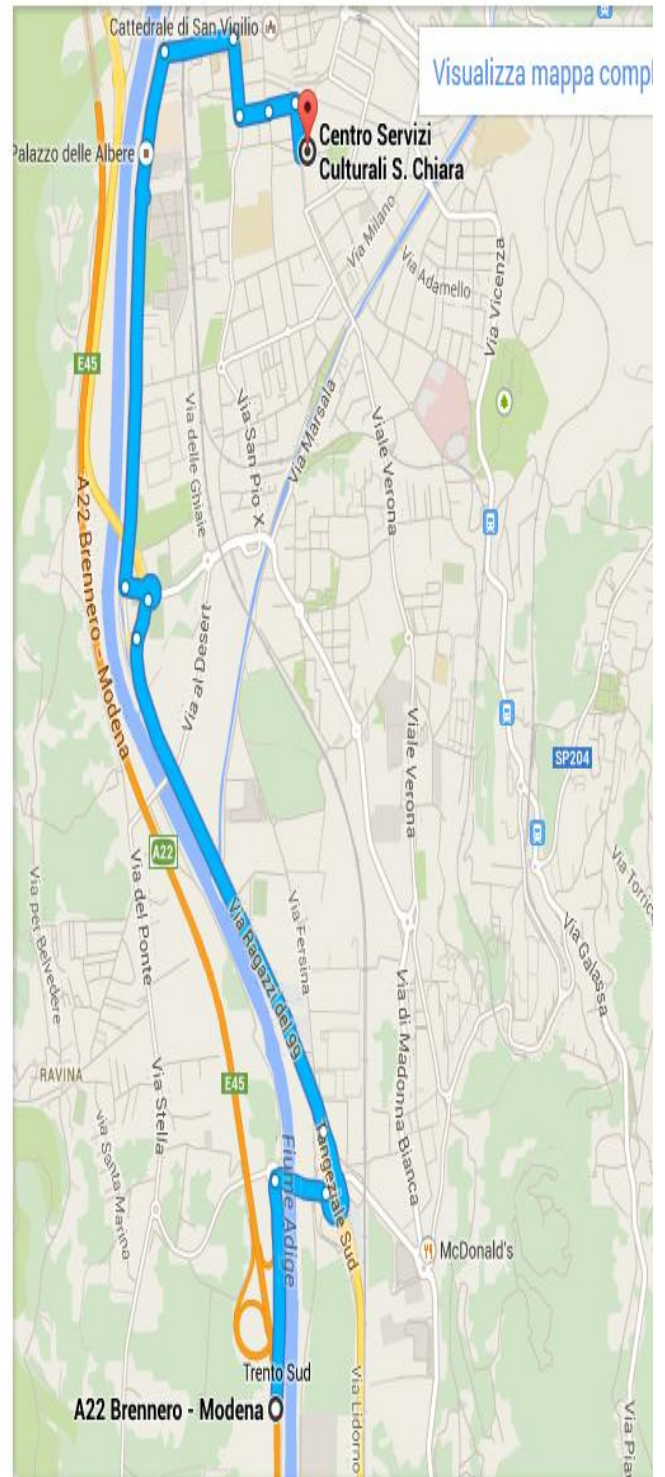 Cattedrale di San Vigilio
Visualizza mappa compl
Palazzo delle Albere
Centro Servizi
Culturali S. Chiara
Via Milano
Via Adamello
Via Vicenza
E45
Via delle Ghiaie
Via San Pio X
Via Marsala
Viale Verona
A22 Brennero - Modena
Via al Desert
Viale Verona
SP204
A22
Via del Ponte
Via per Belvedere
Via Ragazzi del 99
Via Fersina
Via Torric
Via Galassa
Via di Madonna Bianca
RAVINA
E45
Via Stella
Via Santa Marina
Fiume Adige
Tangeziale Sud
McDonald's
Trento Sud
A22 Brennero - Modena
Via Lidorno
Via Pia